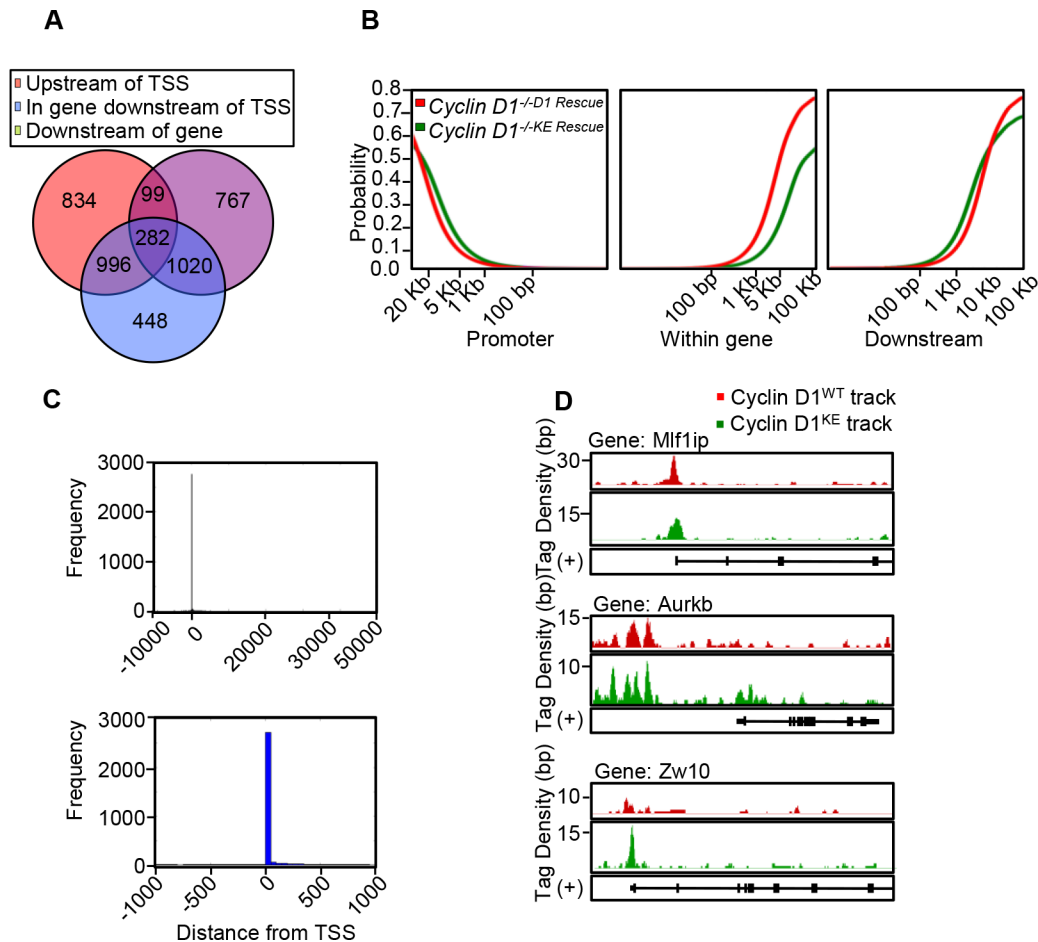 A
Upstream of TSS
In gene downstream of TSS
Downstream of gene
834
99
767
282
996
1020
448
B
Cyclin D1-/-D1 Rescue
Cyclin D1-/-KE Rescue
Probability
0.8
0.7
0.6
0.5
0.4
0.3
0.2
0.1
0.0
20 Kb
5 Kb
1 Kb
100 bp
Promoter
100 bp
1 Kb
5 Kb
100 Kb
Within gene
100 bp
1 Kb
10 Kb
100 Kb
Downstream
C
Frequency
3000
2000
1000
0
-10000
0
20000
30000
50000
Frequency
3000
2000
1000
0
-1000
-500
0
500
1000
Distance from TSS
D
Cyclin D1WT track
Cyclin D1KE track
Gene: Mlf1ip
Tag Density (bp)
30
15
(+)
Gene: Aurkb
Tag Density (bp)
15
10
(+)
Gene: Zw10
Tag Density (bp)
10
15
(+)